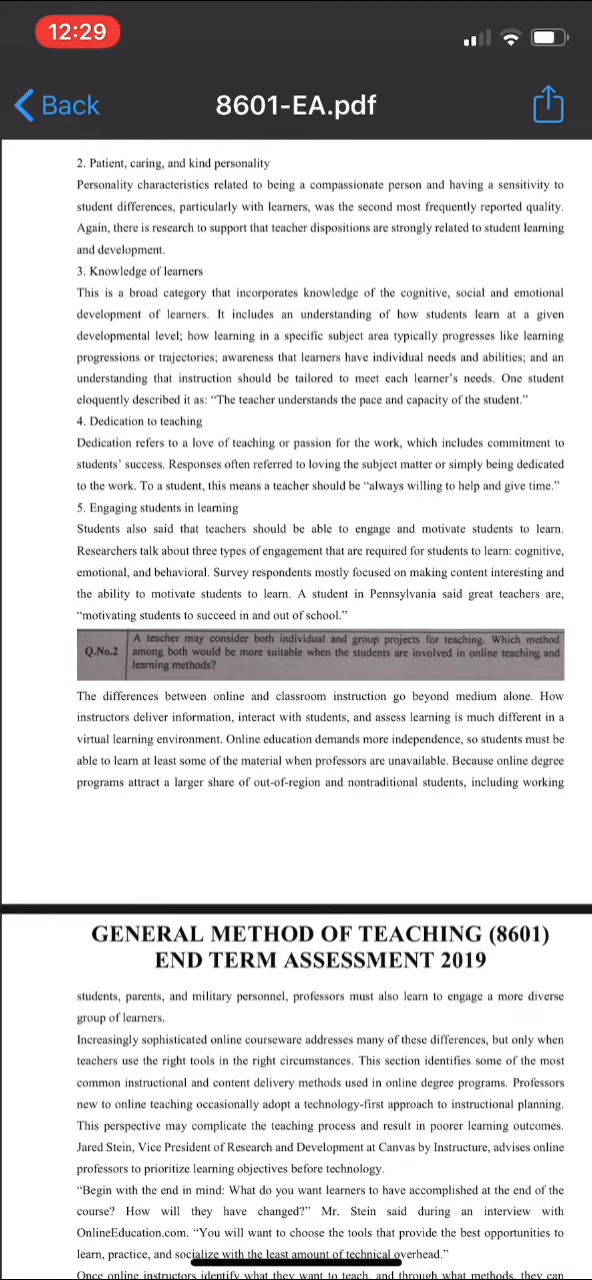 12:29
Back
8601-EA.pdf
2. Patient, caring, and kind personality
Personality characteristics related to being a compassionate person and having a sensitivity to
student differences, particularly with learners, was the second most frequently reported quality.
Again, there is research to support that teacher dispositions are strongly related to student learning
and development.
3. Knowledge of learners
This is a broad category that incorporates knowledge of the cognitive, social and emotional
development of learners. It includes an understanding of how students learn at a given
developmental level; how learning in a specific subject area typically progresses like learning
progressions or trajectories; awareness that learners have individual needs and abilities; and an
understanding that instruction should be tailored to meet each learner's needs. One student
eloquently described it as: "The teacher understands the pace and capacity of the student."
4. Dedication to teaching
Dedication refers to a love of teaching or passion for the work, which includes commitment to
students' success. Responses often referred to loving the subject matter or simply being dedicated
to the work. To a student, this means a teacher should be "always willing to help and give time."
5. Engaging students in learning
Students also said that teachers should be able to engage and motivate students to learn.
Researchers talk about three types of engagement that are required for students to learn: cognitive,
emotional, and behavioral. Survey respondents mostly focused on making content interesting and
the ability to motivate students to learn. A student in Pennsylvania said great teachers are,
"motivating students to succeed in and out of school."
Q.No.2 A teacher may consider both individual and group projects for teaching. Which method
among both would be more suitable when the students are involved in online teaching and
learning methods?
The differences between online and classroom instruction go beyond medium alone. How
instructors deliver information, interact with students, and assess learning is much different in a
virtual learning environment. Online education demands more independence, so students must be
able to learn at least some of the material when professors are unavailable. Because online degree
programs attract a larger share of out-of-region and nontraditional students, including working
GENERAL METHOD OF TEACHING (8601)
END TERM ASSESSMENT 2019
students, parents, and military personnel, professors must also learn to engage a more diverse
group of learners.
Increasingly sophisticated online courseware addresses many of these differences, but only when
teachers use the right tools in the right circumstances. This section identifies some of the most
common instructional and content delivery methods used in online degree programs. Professors
new to online teaching occasionally adopt a technology-first approach to instructional planning.
This perspective may complicate the teaching process and result in poorer learning outcomes.
Jared Stein, Vice President of Research and Development at Canvas by Instructure, advises online
professors to prioritize learning objectives before technology.
"Begin with the end in mind: What do you want learners to have accomplished at the end of the
course? How will they have changed?" Mr. Stein said during an interview with
OnlineEducation.com. "You will want to choose the tools that provide the best opportunities to
learn, practice, and socialize with the least amount of technical overhead."
Once online instructors identify what they want to teach, and through what methods, they can